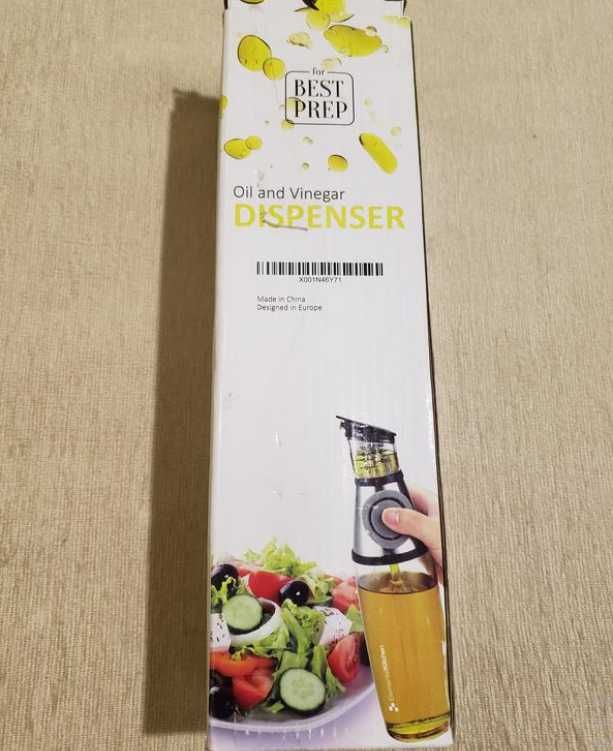 for
BEST
PREP
Oil and Vinegar
DISPENSER
X001N46Y71
Made in China
Designed in Europe